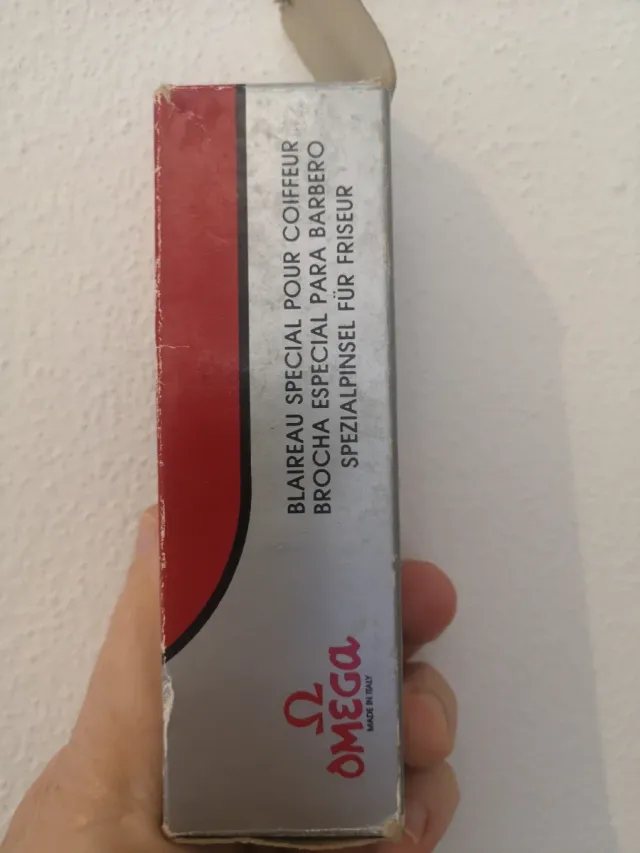 BLAIREAU SPECIAL POUR COIFFEUR
BROCHA ESPECIAL PARA BARBERO
SPEZIALPINSEL FÜR FRISEUR
Ω
OMEGA
MADE IN ITALY